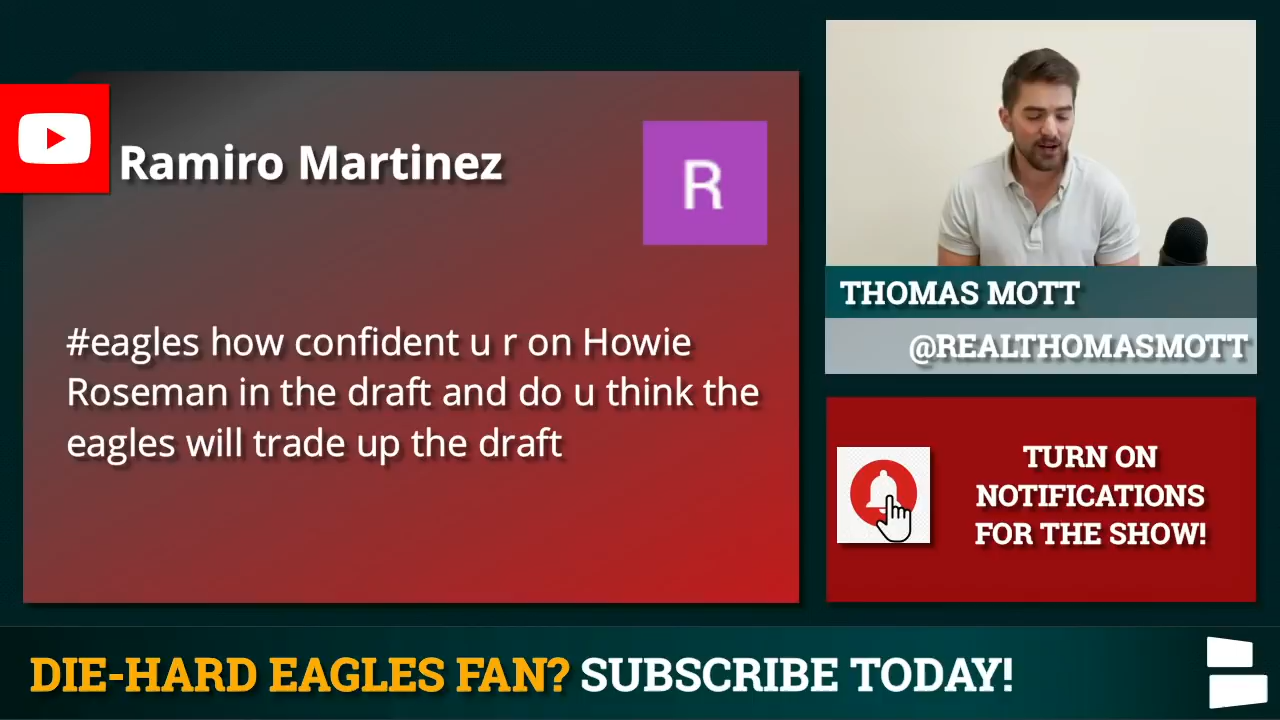 Ramiro Martinez
R
#eagles how confident u r on Howie
Roseman in the draft and do u think the
eagles will trade up the draft
THOMAS MOTT
@REALTHOMASMOTT
TURN ON
NOTIFICATIONS
FOR THE SHOW!
DIE-HARD EAGLES FAN? SUBSCRIBE TODAY!